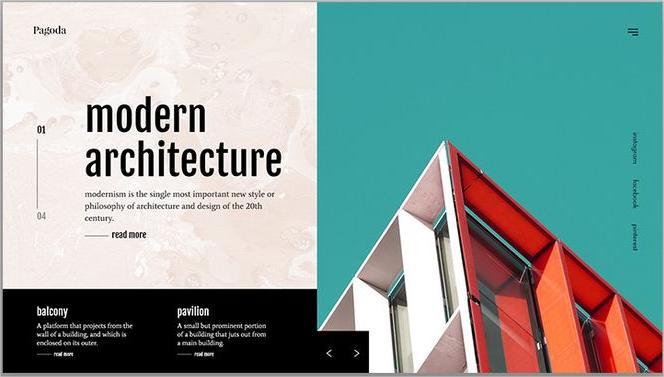 Pagoda
01
04
modern
architecture
modernism is the single most important new style or
philosophy of architecture and design of the 20th
century.
read more
balcony
A platform that projects from the
wall of a building, and which is
enclosed on its outer.
read more
pavilion
A small but prominent portion
of a building that juts out from
a main building.
read more
instagram
facebook
pinterest